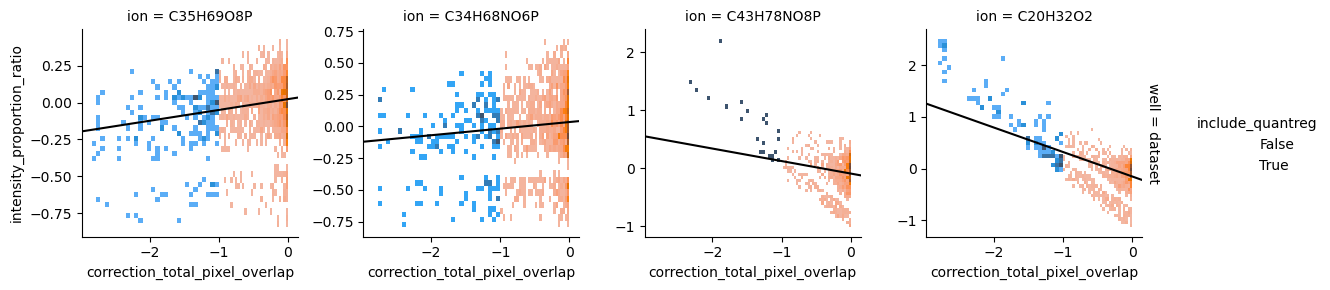 ion = C35H69O8P
ion = C34H68NO6P
ion = C43H78NO8P
ion = C20H32O2
intensity_proportion_ratio
0.25
0.00
−0.25
−0.50
−0.75
−2
−1
0
correction_total_pixel_overlap
0.75
0.50
0.25
0.00
−0.25
−0.50
−0.75
−2
−1
0
correction_total_pixel_overlap
2
1
0
−1
−2
−1
0
correction_total_pixel_overlap
2
1
0
−1
−2
−1
0
correction_total_pixel_overlap
well = dataset
include_quantreg
False
True